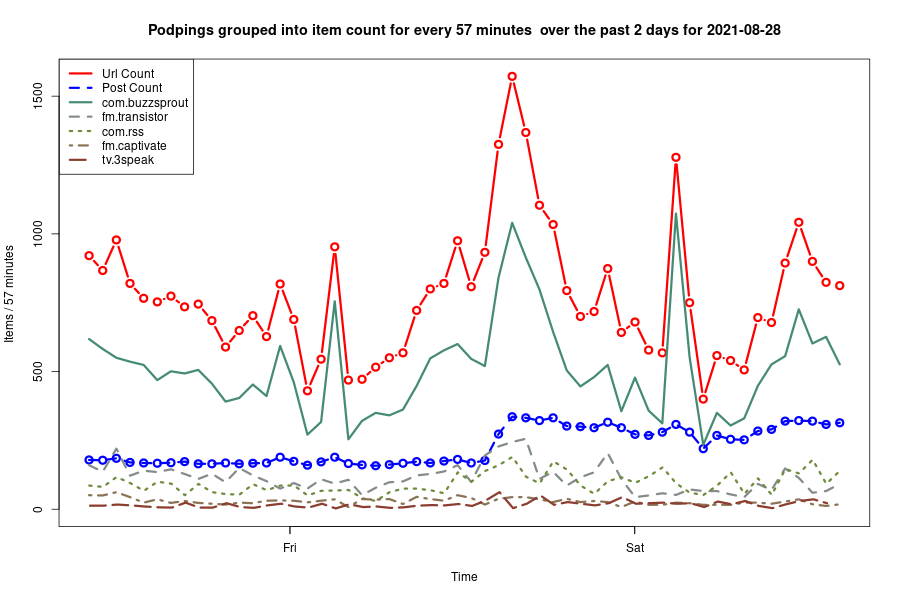 Podpings grouped into item count for every 57 minutes  over the past 2 days for 2021-08-28
Url Count
Post Count
com.buzzsprout
fm.transistor
com.rss
fm.captivate
tv.3speak
1500
1000
500
0
Items / 57 minutes
Fri
Sat
Time